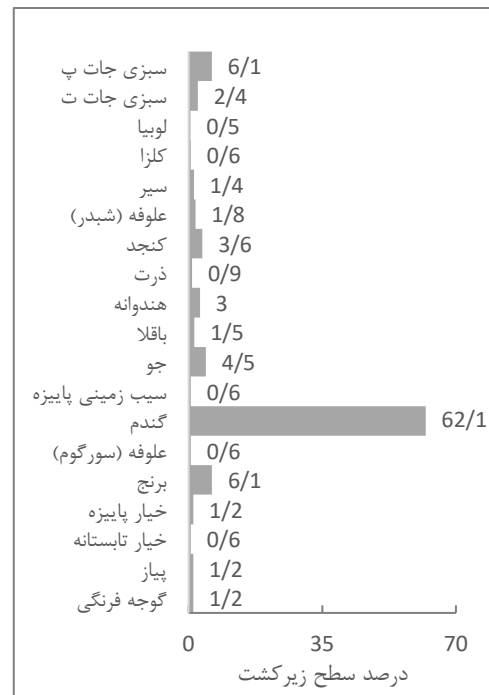 سبزی جات پ 6/1
سبزی جات ت 2/4
لوبیا 0/5
کلزا 0/6
سیر 1/4
علوفه (شبدر) 1/8
کنجد 3/6
ذرت 0/9
هندوانه 3
باقلا 1/5
جو 4/5
سیب زمینی پاییزه 0/6
گندم 62/1
علوفه (سورگوم) 0/6
برنج 6/1
خیار پاییزه 1/2
خیار تابستانه 0/6
پیاز 1/2
گوجه فرنگی 1/2
0 35 70
درصد سطح زیرکشت